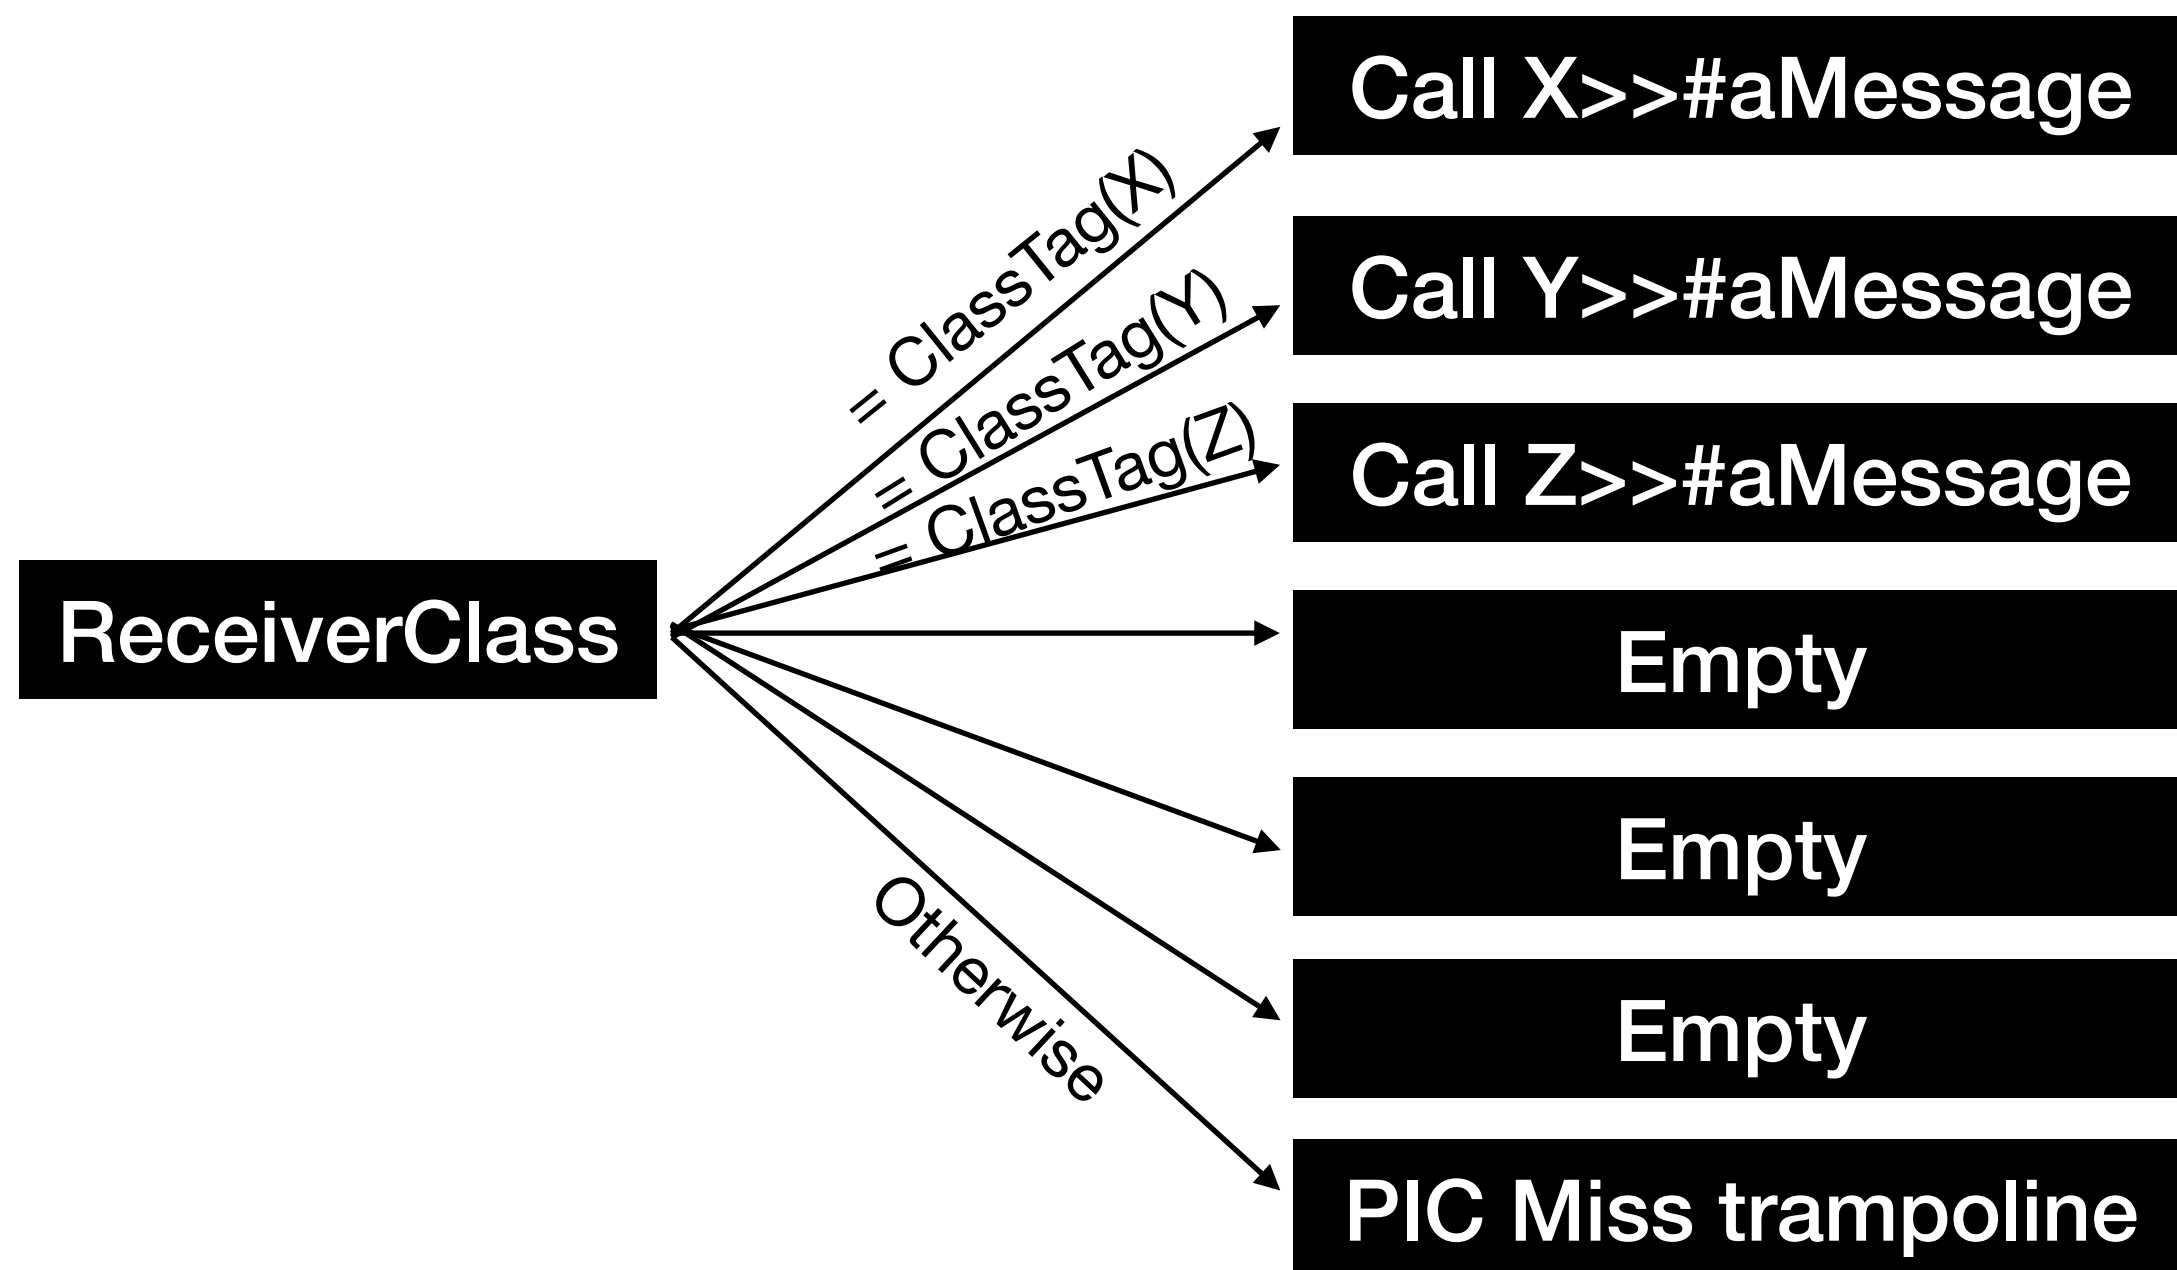 Call X>>#aMessage
= ClassTag(X)
Call Y>>#aMessage
= ClassTag(Y)
Call Z>>#aMessage
= ClassTag(Z)
ReceiverClass
Empty
Empty
Otherwise
Empty
PIC Miss trampoline